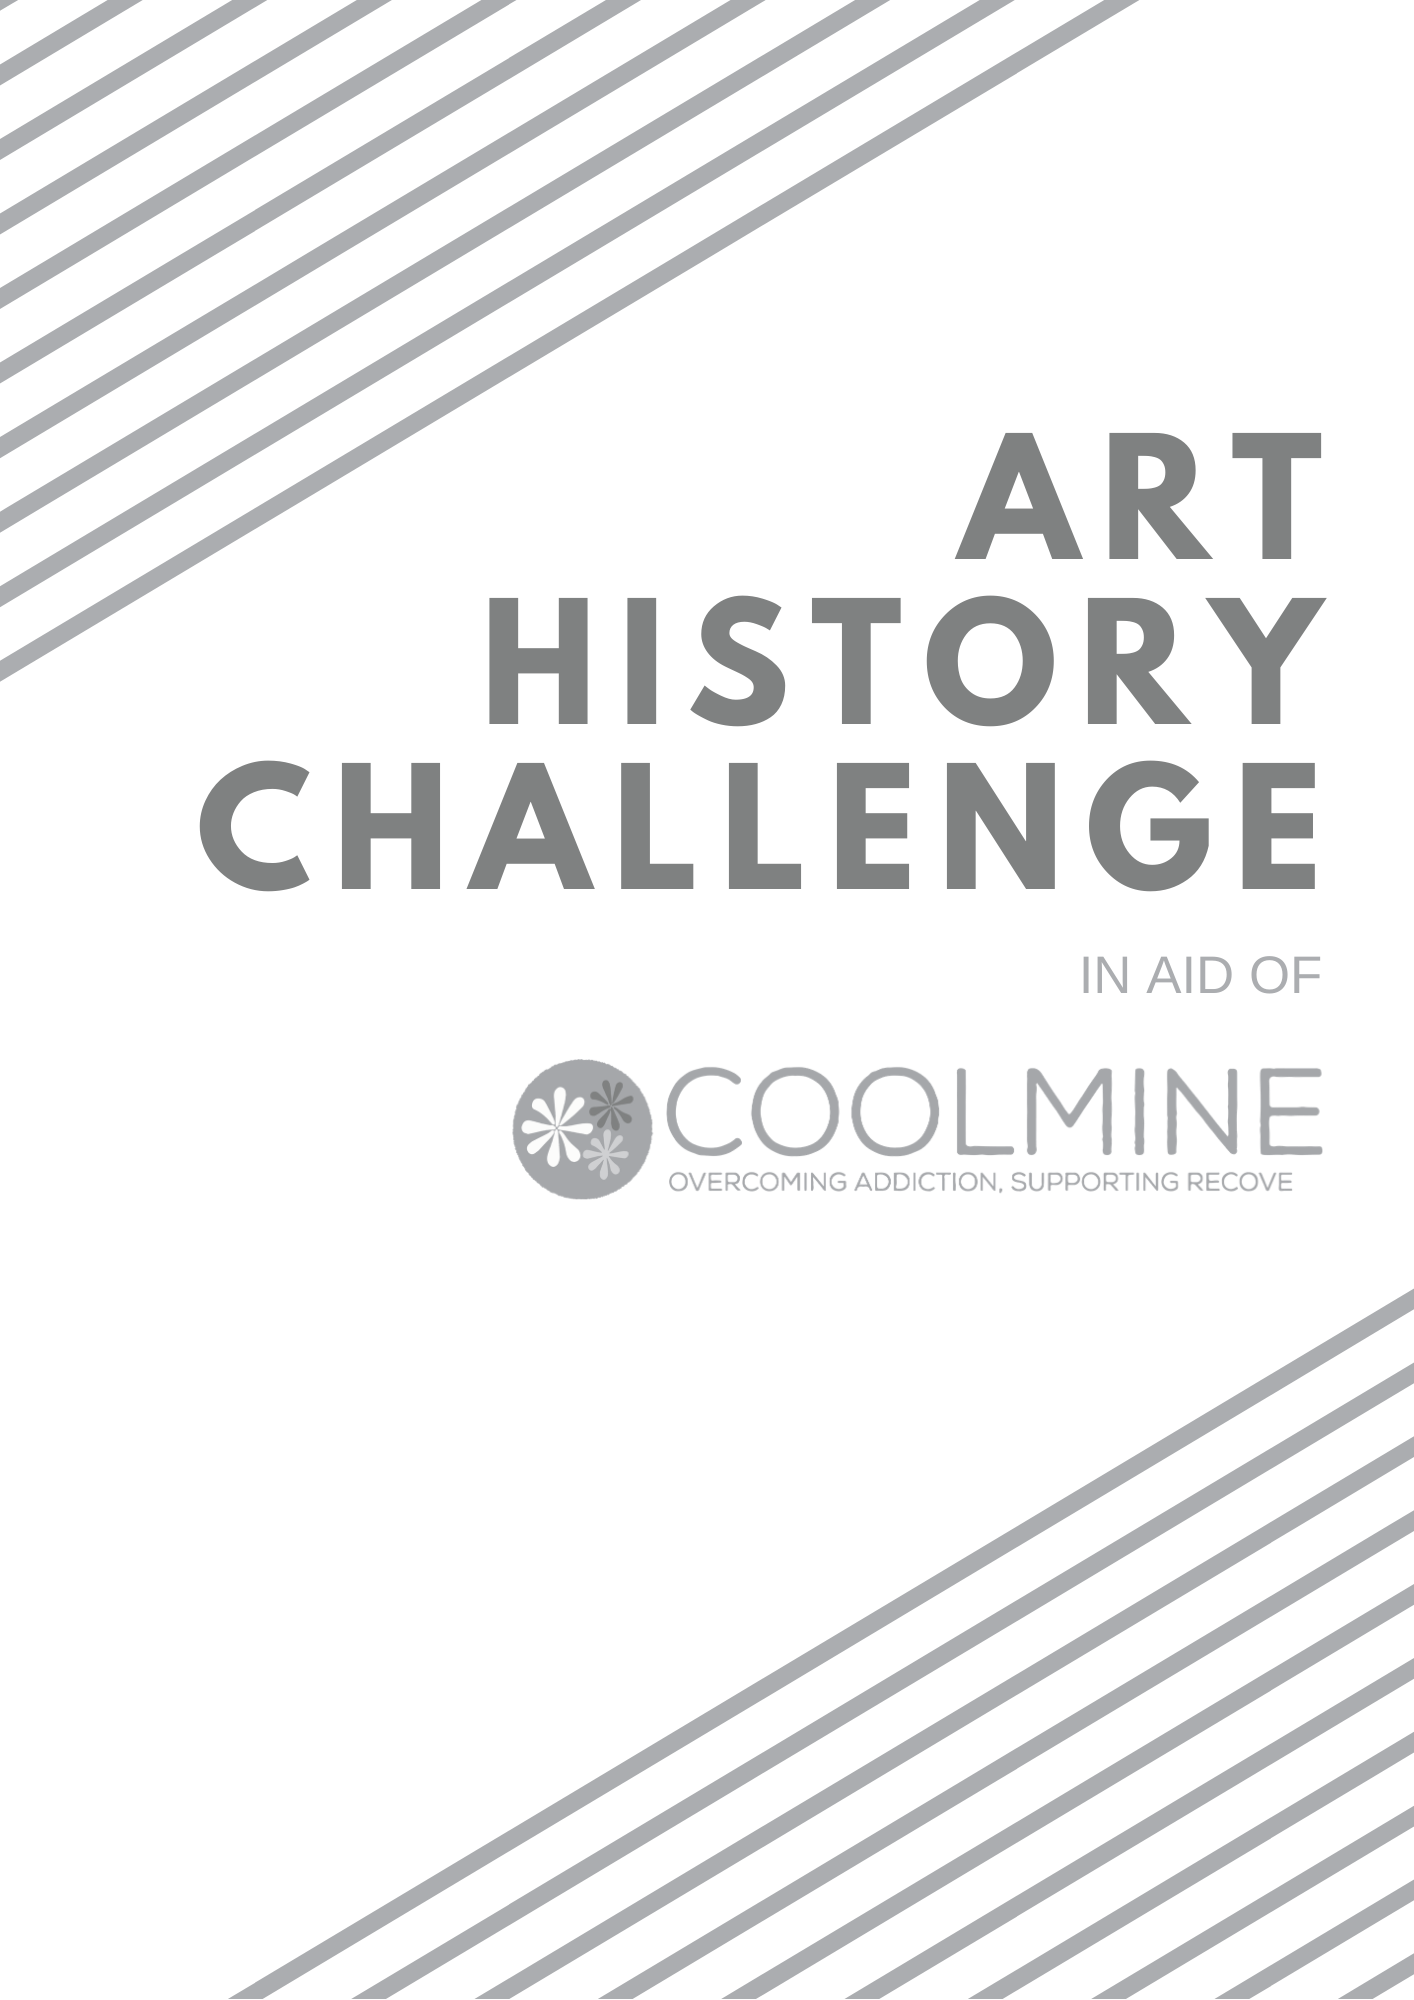 ART
HISTORY
CHALLENGE
IN AID OF
COOLMINE
OVERCOMING ADDICTION, SUPPORTING RECOVE